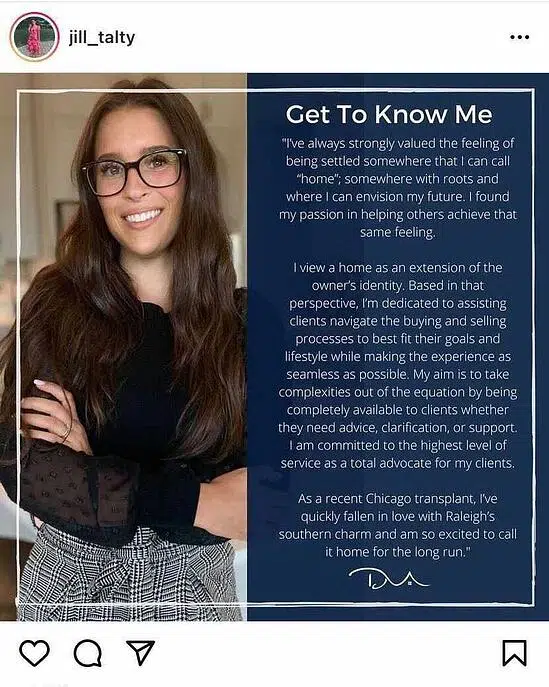 jill_talty
Get To Know Me
"I've always strongly valued the feeling of
being settled somewhere that I can call
"home"; somewhere with roots and
where I can envision my future. I found
my passion in helping others achieve that
same feeling.
I view a home as an extension of the
owner's identity. Based in that
perspective, I'm dedicated to assisting
clients navigate the buying and selling
processes to best fit their goals and
lifestyle while making the experience as
seamless as possible. My aim is to take
complexities out of the equation by being
completely available to clients whether
they need advice, clarification, or support.
I am committed to the highest level of
service as a total advocate for my clients.
As a recent Chicago transplant, I've
quickly fallen in love with Raleigh's
southern charm and am so excited to call
it home for the long run."